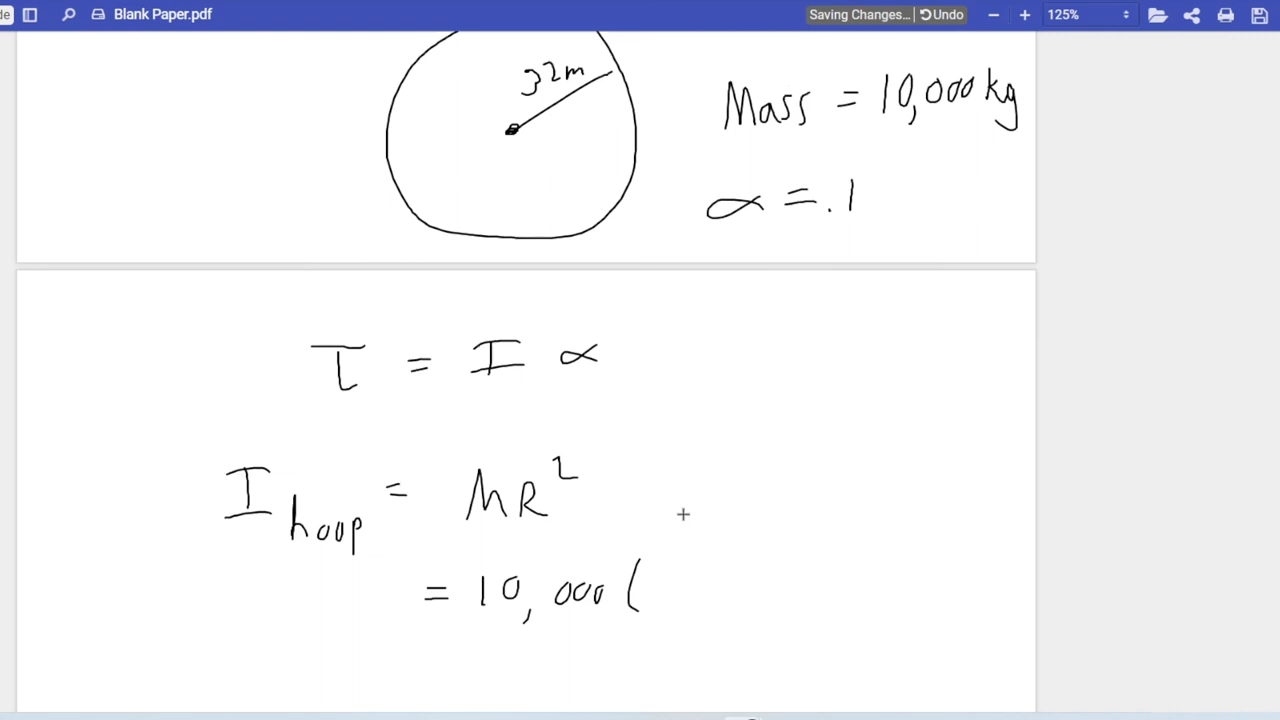 Blank Paper.pdf
Saving Changes... Undo
125%
32m
Mass = 10,000 kg
α = .1
τ = I α
I hoop = MR²
= 10,000 (